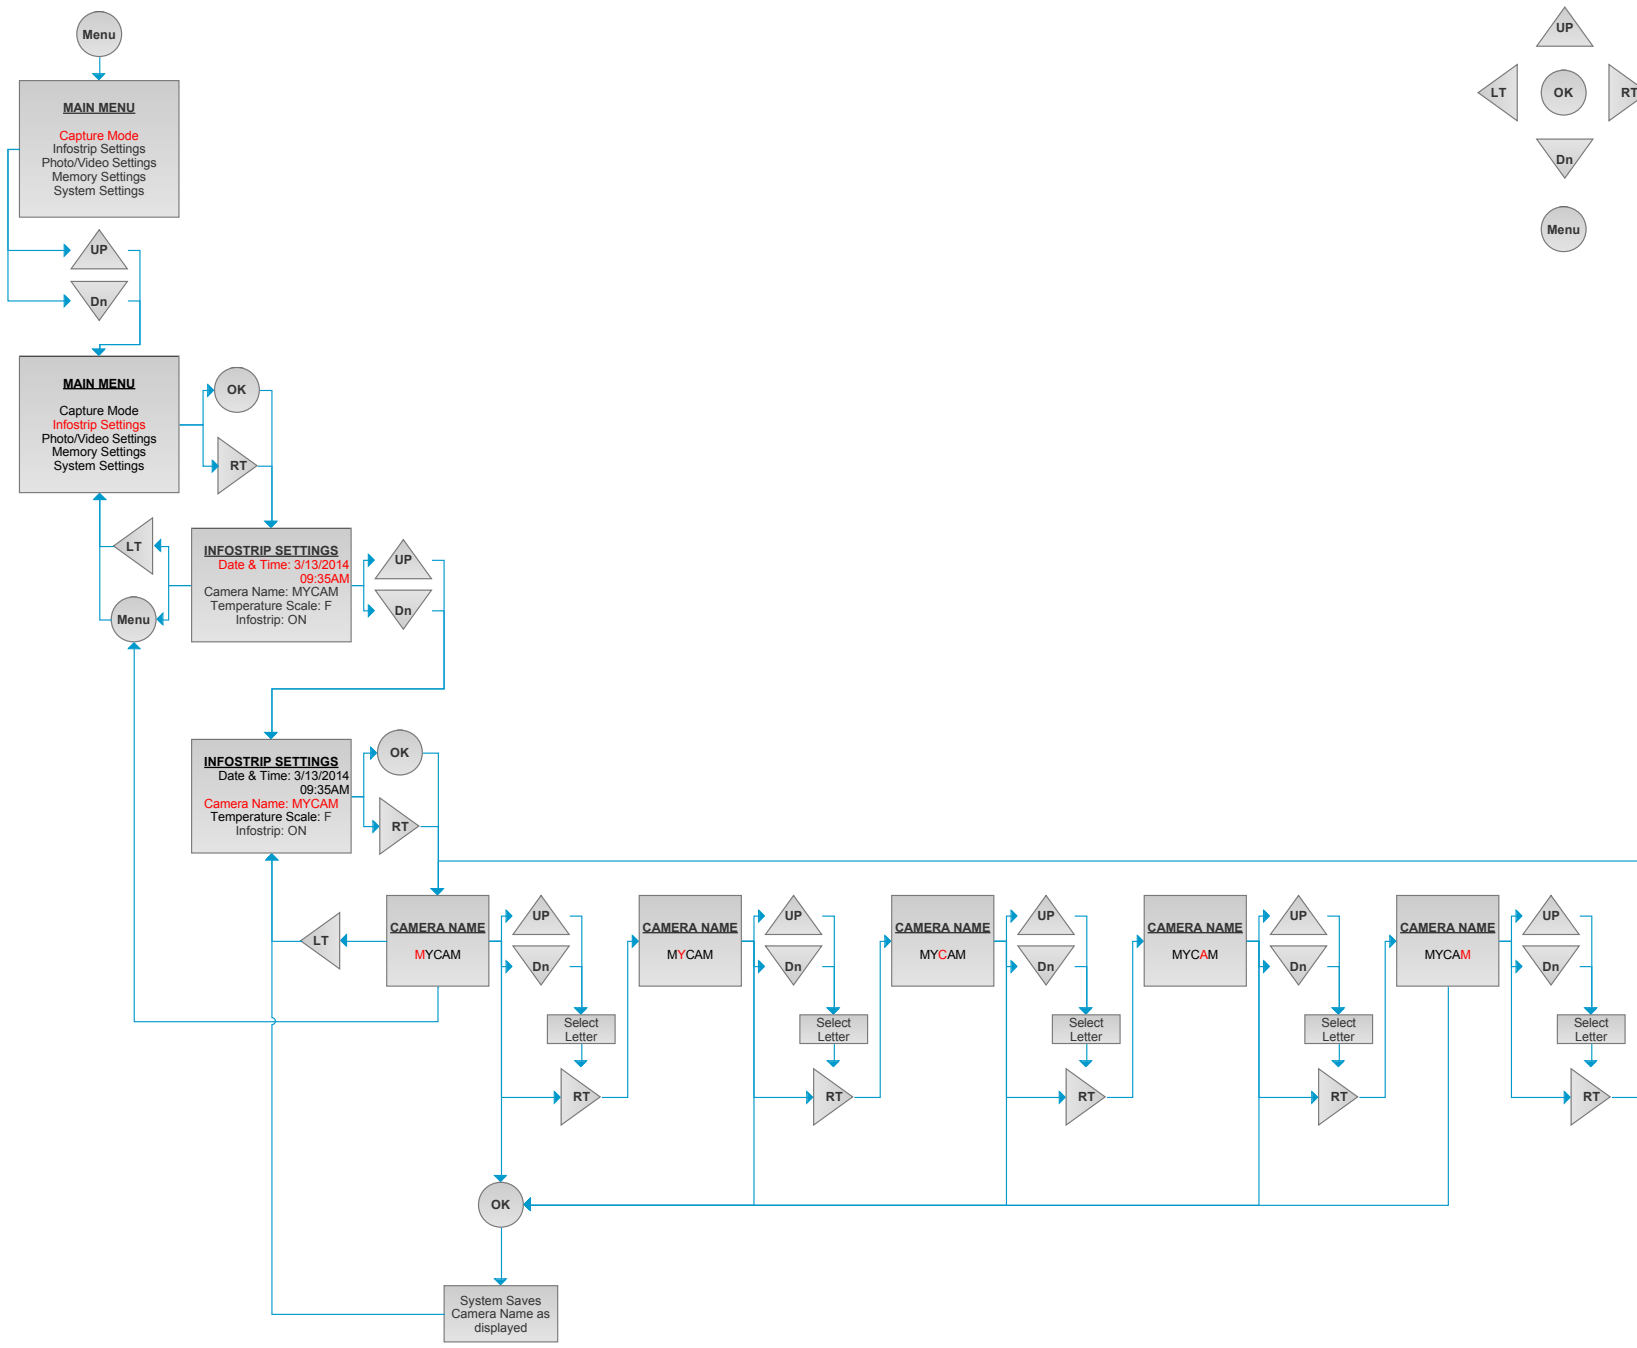 Menu
MAIN MENU
Capture Mode
Infostrip Settings
Photo/Video Settings
Memory Settings
System Settings
UP
Dn
UP
LT
OK
RT
Dn
Menu
MAIN MENU
Capture Mode
Infostrip Settings
Photo/Video Settings
Memory Settings
System Settings
OK
RT
LT
Menu
INFOSTRIP SETTINGS
Date & Time: 3/13/2014
09:35AM
Camera Name: MYCAM
Temperature Scale: F
Infostrip: ON
UP
Dn
INFOSTRIP SETTINGS
Date & Time: 3/13/2014
09:35AM
Camera Name: MYCAM
Temperature Scale: F
Infostrip: ON
OK
RT
LT
CAMERA NAME
MYCAM
UP
Dn
Select
Letter
RT
CAMERA NAME
MYCAM
UP
Dn
Select
Letter
RT
CAMERA NAME
MYCAM
UP
Dn
Select
Letter
RT
CAMERA NAME
MYCAM
UP
Dn
Select
Letter
RT
CAMERA NAME
MYCAM
UP
Dn
Select
Letter
RT
OK
System Saves
Camera Name as
displayed